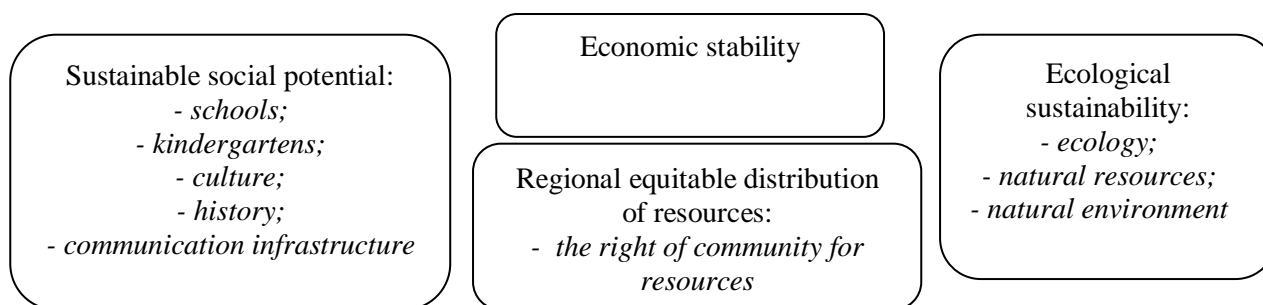 Sustainable social potential:
- schools;
- kindergartens;
- culture;
- history;
- communication infrastructure
Economic stability
Regional equitable distribution
of resources:
- the right of community for
resources
Ecological
sustainability:
- ecology;
- natural resources;
- natural environment